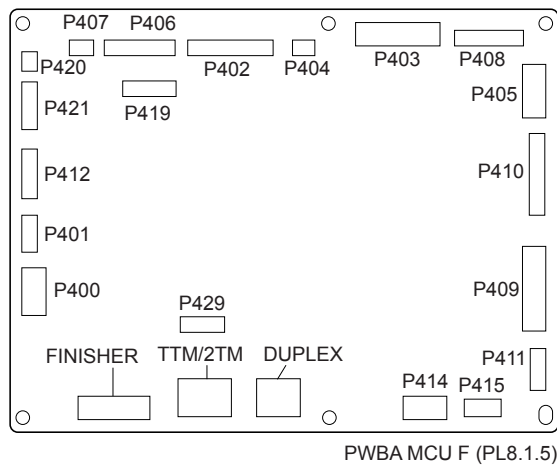 P407 P406
P420
P402
P404
P403
P408
P421
P419
P405
P412
P410
P401
P400
P409
P429
FINISHER
TTM/2TM
DUPLEX
P411
P414
P415
PWBA MCU F (PL8.1.5)